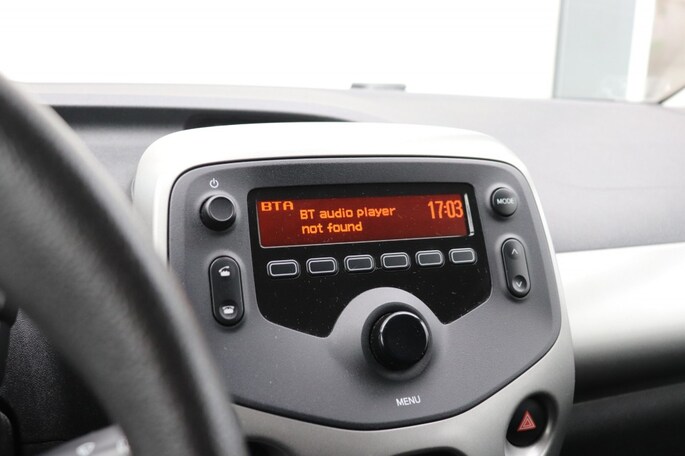 BTA
BT audio player
not found
17:03
MODE
MENU